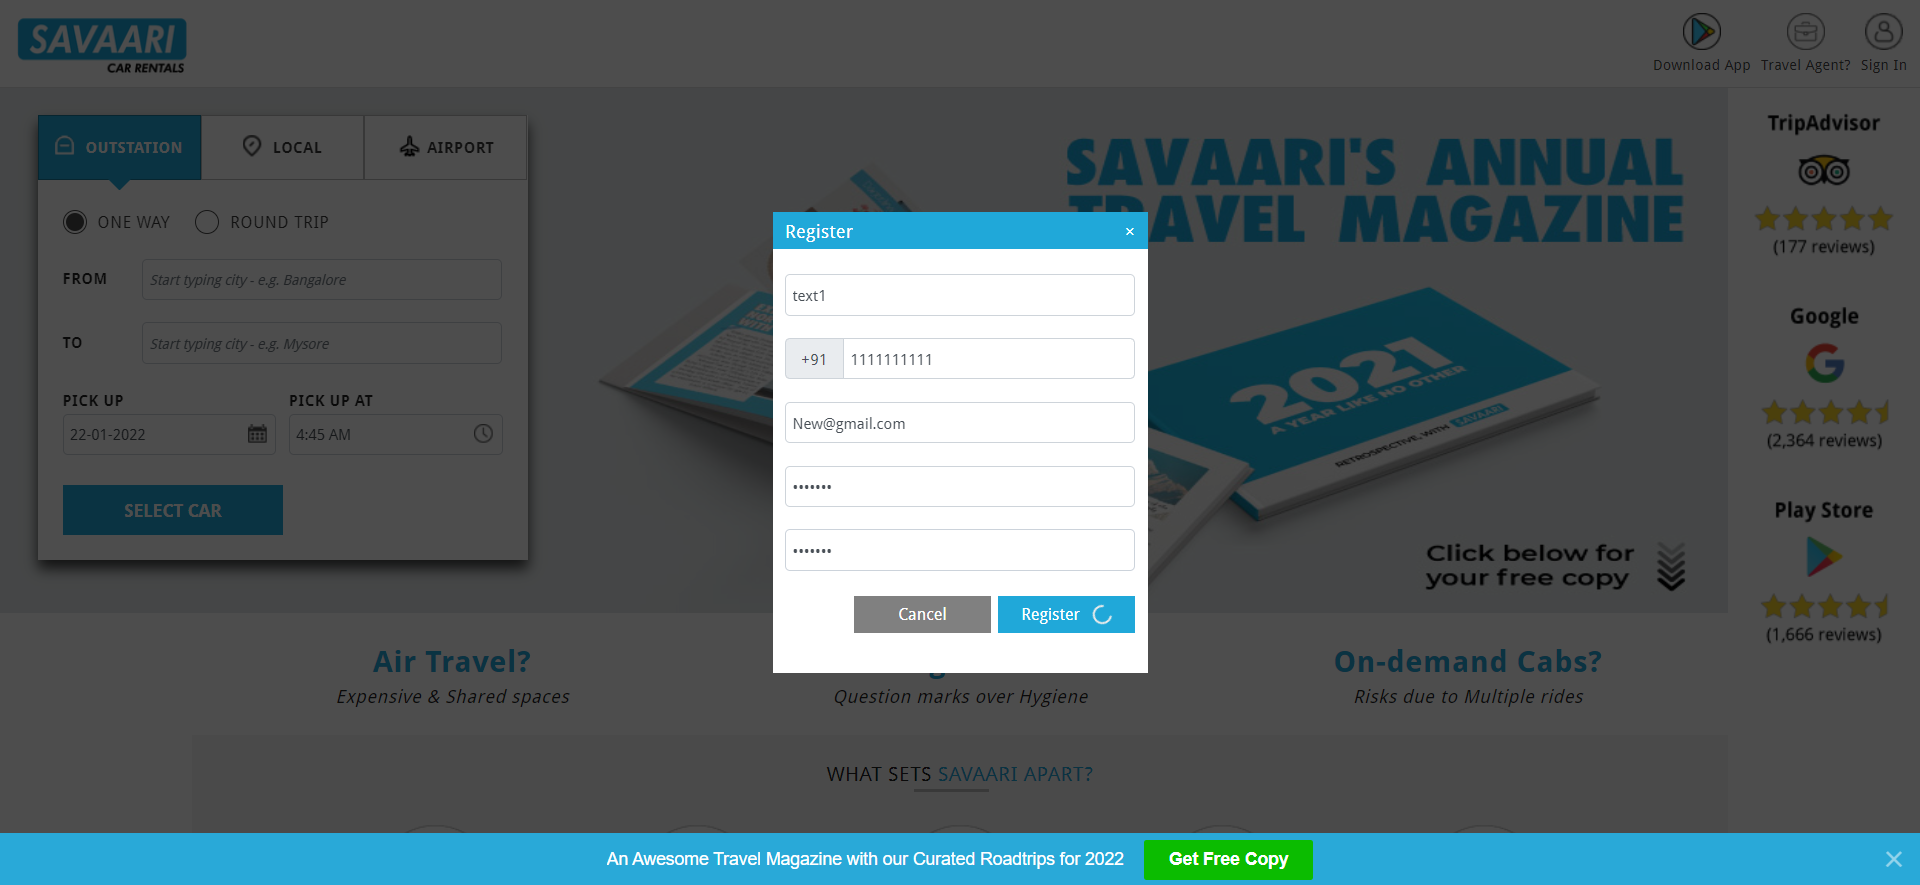 SAVAARI
CAR RENTALS
Download App
Travel Agent?
Sign In
OUTSTATION
LOCAL
AIRPORT
ONE WAY
ROUND TRIP
FROM
Start typing city - e.g. Bangalore
TO
Start typing city - e.g. Mysore
PICK UP
PICK UP AT
22-01-2022
4:45 AM
SELECT CAR
SAVAARI'S ANNUAL
TRAVEL MAGAZINE
2021
A YEAR LIKE NO OTHER
RETROSPECTIVE, WITH SAVAARI
Click below for
your free copy
Register
×
text1
+91
1111111111
New@gmail.com
•••••••
•••••••
Cancel
Register
TripAdvisor
(177 reviews)
Google
(2,364 reviews)
Play Store
(1,666 reviews)
Air Travel?
Expensive & Shared spaces
Question marks over Hygiene
On-demand Cabs?
Risks due to Multiple rides
WHAT SETS SAVAARI APART?
An Awesome Travel Magazine with our Curated Roadtrips for 2022
Get Free Copy